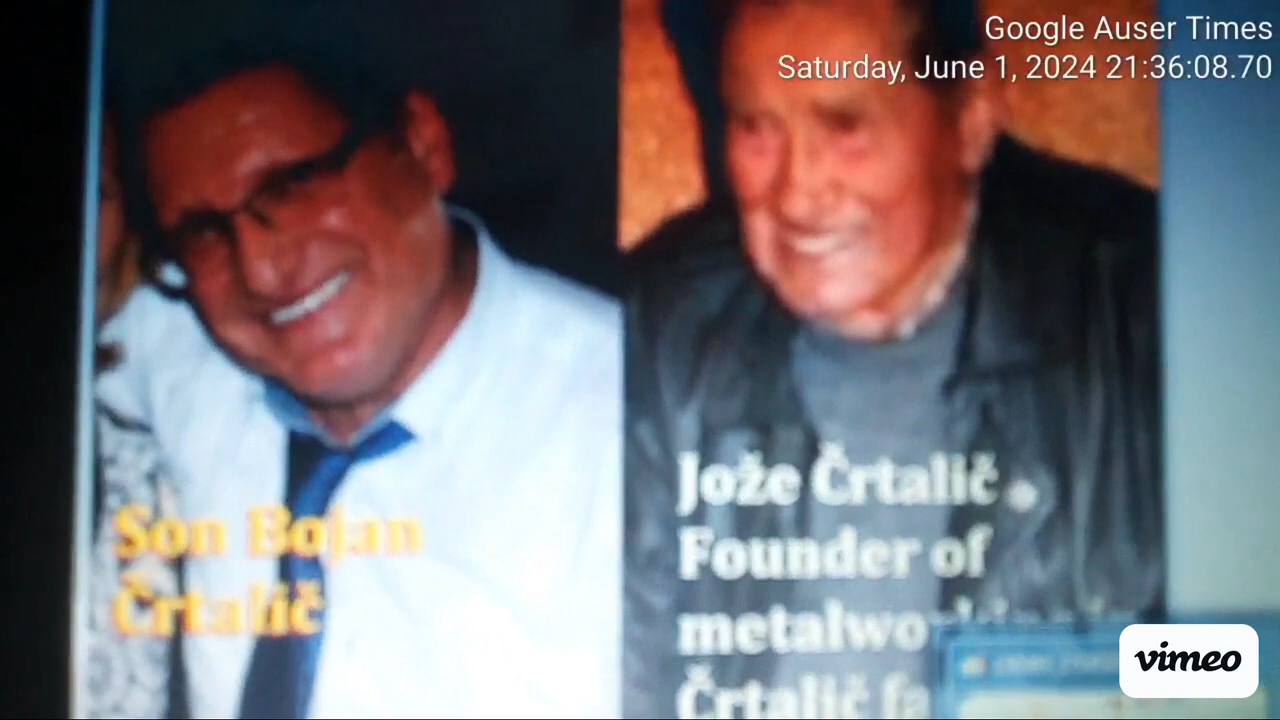 Google Auser Times
Saturday, June 1, 2024 21:36:08.70
Son Bojan
Črtalič
Jože Črtalič .
Founder of
Črtalič
vimeo